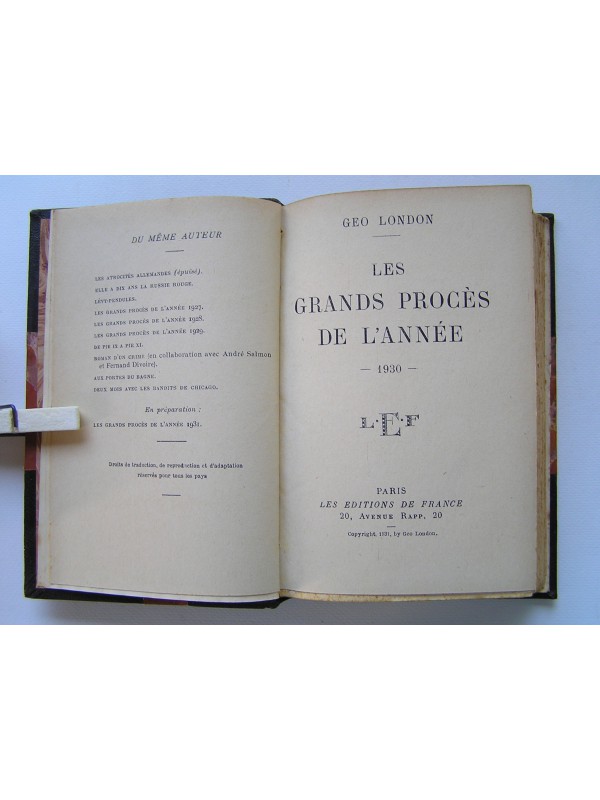 DU MÊME AUTEUR
LES ATROCITÉS ALLEMANDES (épuisé).
ELLE A DIX ANS LA RUSSIE ROUGE.
LÉVY-PENDULES.
LES GRANDS PROCÈS DE L'ANNÉE 1927.
LES GRANDS PROCÈS DE L'ANNÉE 1928.
LES GRANDS PROCÈS DE L'ANNÉE 1929.
DE PIE IX A PIE XI.
ROMAN D'UN CRIME (en collaboration avec André Salmon
et Fernand Divoire).
AUX PORTES DU BAGNE.
DEUX MOIS AVEC LES BANDITS DE CHICAGO.
En préparation :
LES GRANDS PROCÈS DE L'ANNÉE 1931.
Droits de traduction, de reproduction et d'adaptation
réservés pour tous les pays
GEO LONDON
LES
GRANDS PROCÈS
DE L'ANNÉE
— 1930 —
L·E·F
PARIS
LES EDITIONS DE FRANCE
20, AVENUE RAPP, 20
Copyright 1931, by Geo London.